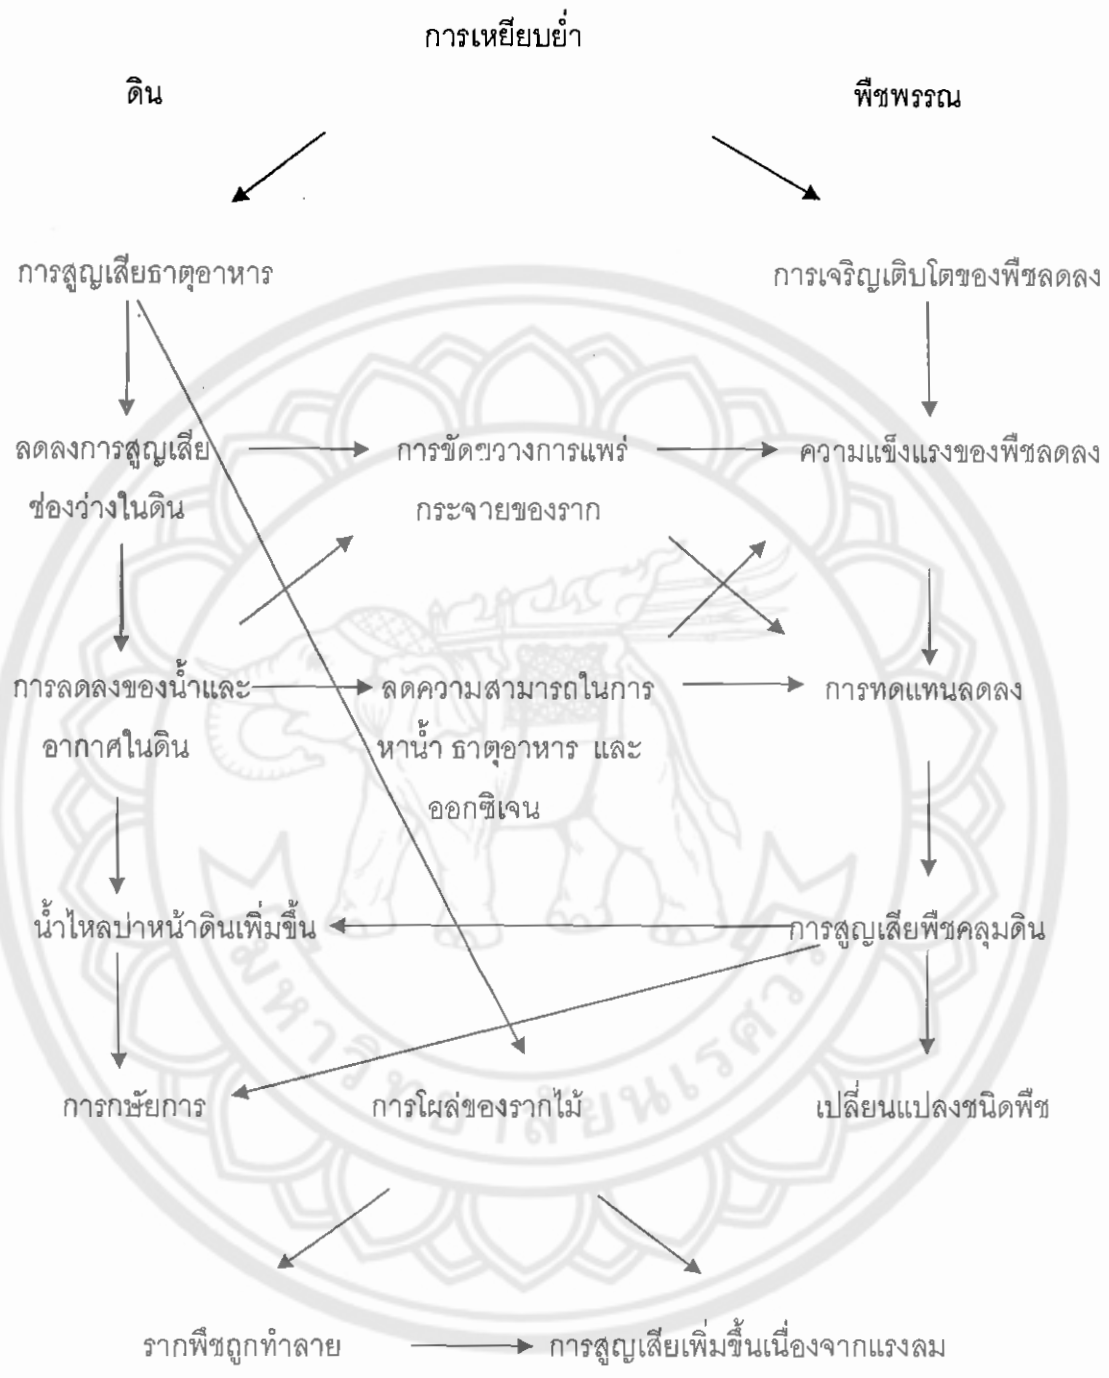 การเหยียบย่ำ
ดิน พืชพรรณ
การสูญเสียธาตุอาหาร การเจริญเติบโตของพืชลดลง
ลดลงการสูญเสีย การขัดขวางการแพร่ ความแข็งแรงของพืชลดลง
ช่องว่างในดิน กระจายของราก
การลดลงของน้ำและ ลดความสามารถในการ การทดแทนลดลง
อากาศในดิน หาน้ำ ธาตุอาหาร และ
ออกซิเจน
น้ำไหลบ่าหน้าดินเพิ่มขึ้น การสูญเสียพืชคลุมดิน
การกษัยการ การโผล่ของรากไม้ เปลี่ยนแปลงชนิดพืช
มหาวิทยาลัยนเรศวร
รากพืชถูกทำลาย การสูญเสียเพิ่มขึ้นเนื่องจากแรงลม